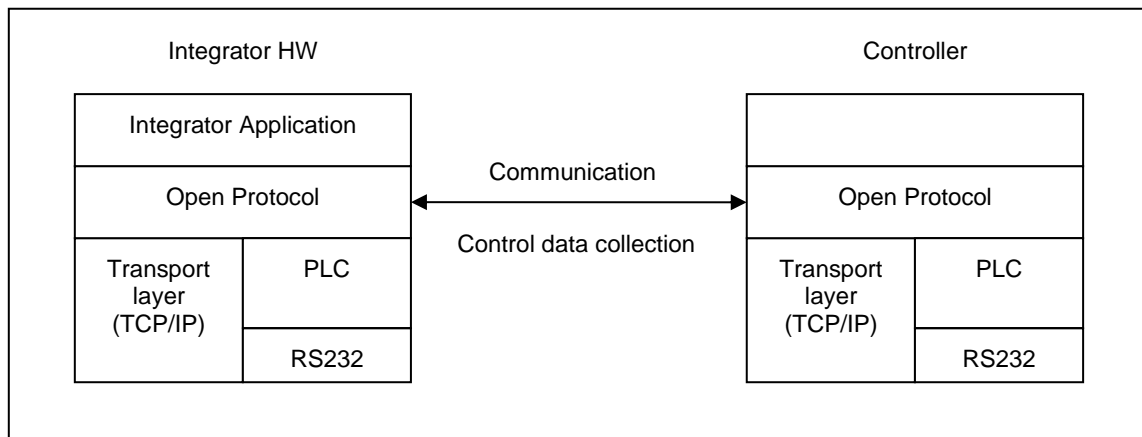 Integrator HW
Controller
Integrator Application
Open Protocol
Communication
Control data collection
Open Protocol
Transport
layer
(TCP/IP)
PLC
RS232
Transport
layer
(TCP/IP)
PLC
RS232